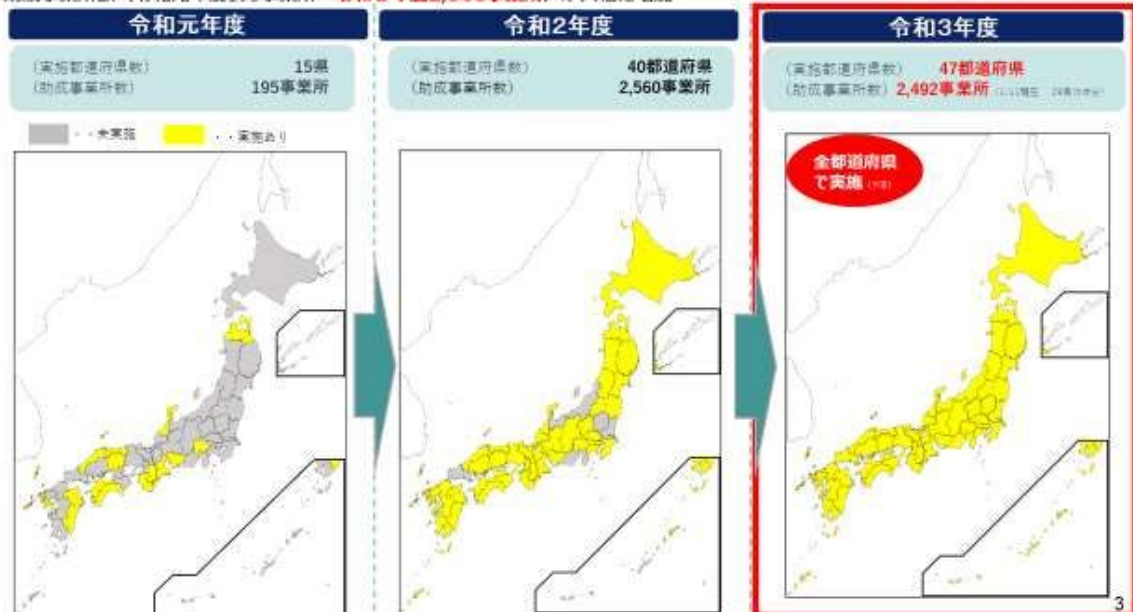 令和元年度
(実施都道府県数) 15県
(助成事業所数) 195事業所
・・未実施 ・・実施あり
令和2年度
(実施都道府県数) 40都道府県
(助成事業所数) 2,560事業所
令和3年度
(実施都道府県数) 47都道府県
(助成事業所数) 2,492事業所
全都道府県
で実施
3